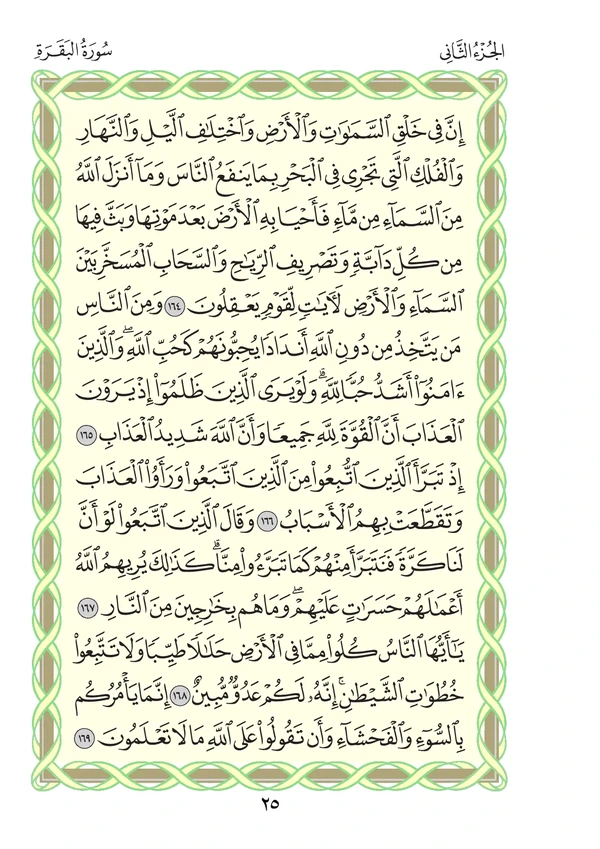 الجُزْءُ الثَّانِي
سُورَةُ البَقَرَةِ
إِنَّ فِي خَلْقِ ٱلسَّمَٰوَٰتِ وَٱلْأَرْضِ وَٱخْتِلَٰفِ ٱلَّيْلِ وَٱلنَّهَارِ
وَٱلْفُلْكِ ٱلَّتِي تَجْرِي فِي ٱلْبَحْرِ بِمَا يَنفَعُ ٱلنَّاسَ وَمَآ أَنزَلَ ٱللَّهُ
مِنَ ٱلسَّمَآءِ مِن مَّآءٍ فَأَحْيَا بِهِ ٱلْأَرْضَ بَعْدَ مَوْتِهَا وَبَثَّ فِيهَا
مِن كُلِّ دَآبَّةٍ وَتَصْرِيفِ ٱلرِّيَٰحِ وَٱلسَّحَابِ ٱلْمُسَخَّرِ بَيْنَ
ٱلسَّمَآءِ وَٱلْأَرْضِ لَأٓيَٰتٍ لِّقَوْمٍ يَعْقِلُونَ ١٦٤ وَمِنَ ٱلنَّاسِ
مَن يَتَّخِذُ مِن دُونِ ٱللَّهِ أَندَادًا يُحِبُّونَهُمْ كَحُبِّ ٱللَّهِۖ وَٱلَّذِينَ
ءَامَنُوٓاْ أَشَدُّ حُبًّا لِّلَّهِۗ وَلَوْ يَرَى ٱلَّذِينَ ظَلَمُوٓاْ إِذْ يَرَوْنَ
ٱلْعَذَابَ أَنَّ ٱلْقُوَّةَ لِلَّهِ جَمِيعًا وَأَنَّ ٱللَّهَ شَدِيدُ ٱلْعَذَابِ ١٦٥
إِذْ تَبَرَّأَ ٱلَّذِينَ ٱتُّبِعُواْ مِنَ ٱلَّذِينَ ٱتَّبَعُواْ وَرَأَوُاْ ٱلْعَذَابَ
وَتَقَطَّعَتْ بِهِمُ ٱلْأَسْبَابُ ١٦٦ وَقَالَ ٱلَّذِينَ ٱتَّبَعُواْ لَوْ أَنَّ
لَنَا كَرَّةً فَنَتَبَرَّأَ مِنْهُمْ كَمَا تَبَرَّءُواْ مِنَّاۗ كَذَٰلِكَ يُرِيهِمُ ٱللَّهُ
أَعْمَٰلَهُمْ حَسَرَٰتٍ عَلَيْهِمْۖ وَمَا هُم بِخَٰرِجِينَ مِنَ ٱلنَّارِ ١٦٧
يَٰٓأَيُّهَا ٱلنَّاسُ كُلُواْ مِمَّا فِي ٱلْأَرْضِ حَلَٰلًا طَيِّبًا وَلَا تَتَّبِعُواْ
خُطُوَٰتِ ٱلشَّيْطَٰنِۚ إِنَّهُۥ لَكُمْ عَدُوٌّ مُّبِينٌ ١٦٨ إِنَّمَا يَأْمُرُكُم
بِٱلسُّوٓءِ وَٱلْفَحْشَآءِ وَأَن تَقُولُواْ عَلَى ٱللَّهِ مَا لَا تَعْلَمُونَ ١٦٩
٢٥